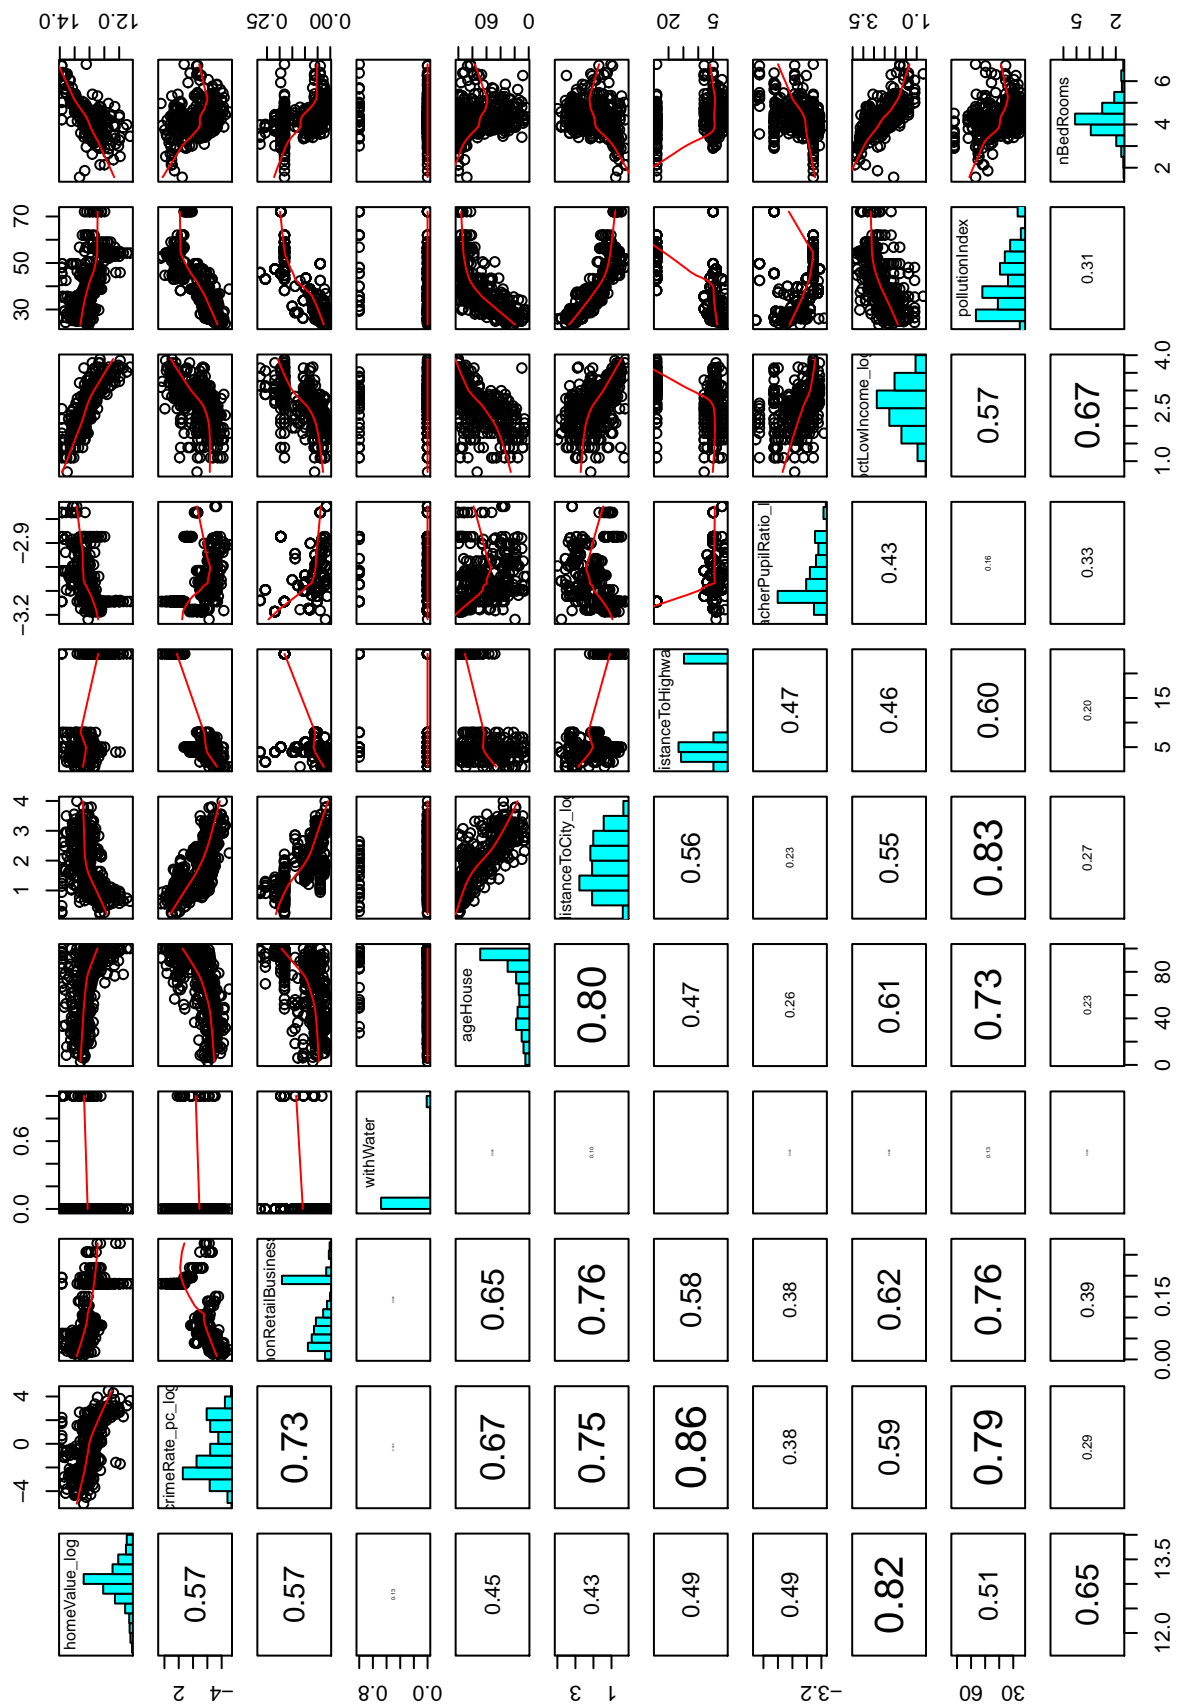 −4 0 4 0.0 0.6 1 2 3 4 −3.2 −2.9 30 50 70
homeValue_log 14.0 12.0
2 −4 0.57 crimeRate_pc_log
0.57 0.73 nonRetailBusiness 0.25 0.00
0.8 0.0 0.13 withWater
0.45 0.67 0.65 ageHouse 60 0
3 1 0.43 0.75 0.76 0.10 0.80 distanceToCity_log
0.49 0.86 0.58 0.47 0.56 istanceToHighwa 20 5
−3.2 0.49 0.38 0.38 0.26 0.23 0.47 acherPupilRatio_l
0.82 0.59 0.62 0.61 0.55 0.46 0.43 pctLowIncome_log 3.5 1.0
60 30 0.51 0.79 0.76 0.13 0.73 0.83 0.60 0.16 0.57 pollutionIndex
0.65 0.29 0.39 0.23 0.27 0.20 0.33 0.67 0.31 nBedRooms 5 2
12.0 13.5 0.00 0.15 0 40 80 5 15 1.0 2.5 4.0 2 4 6